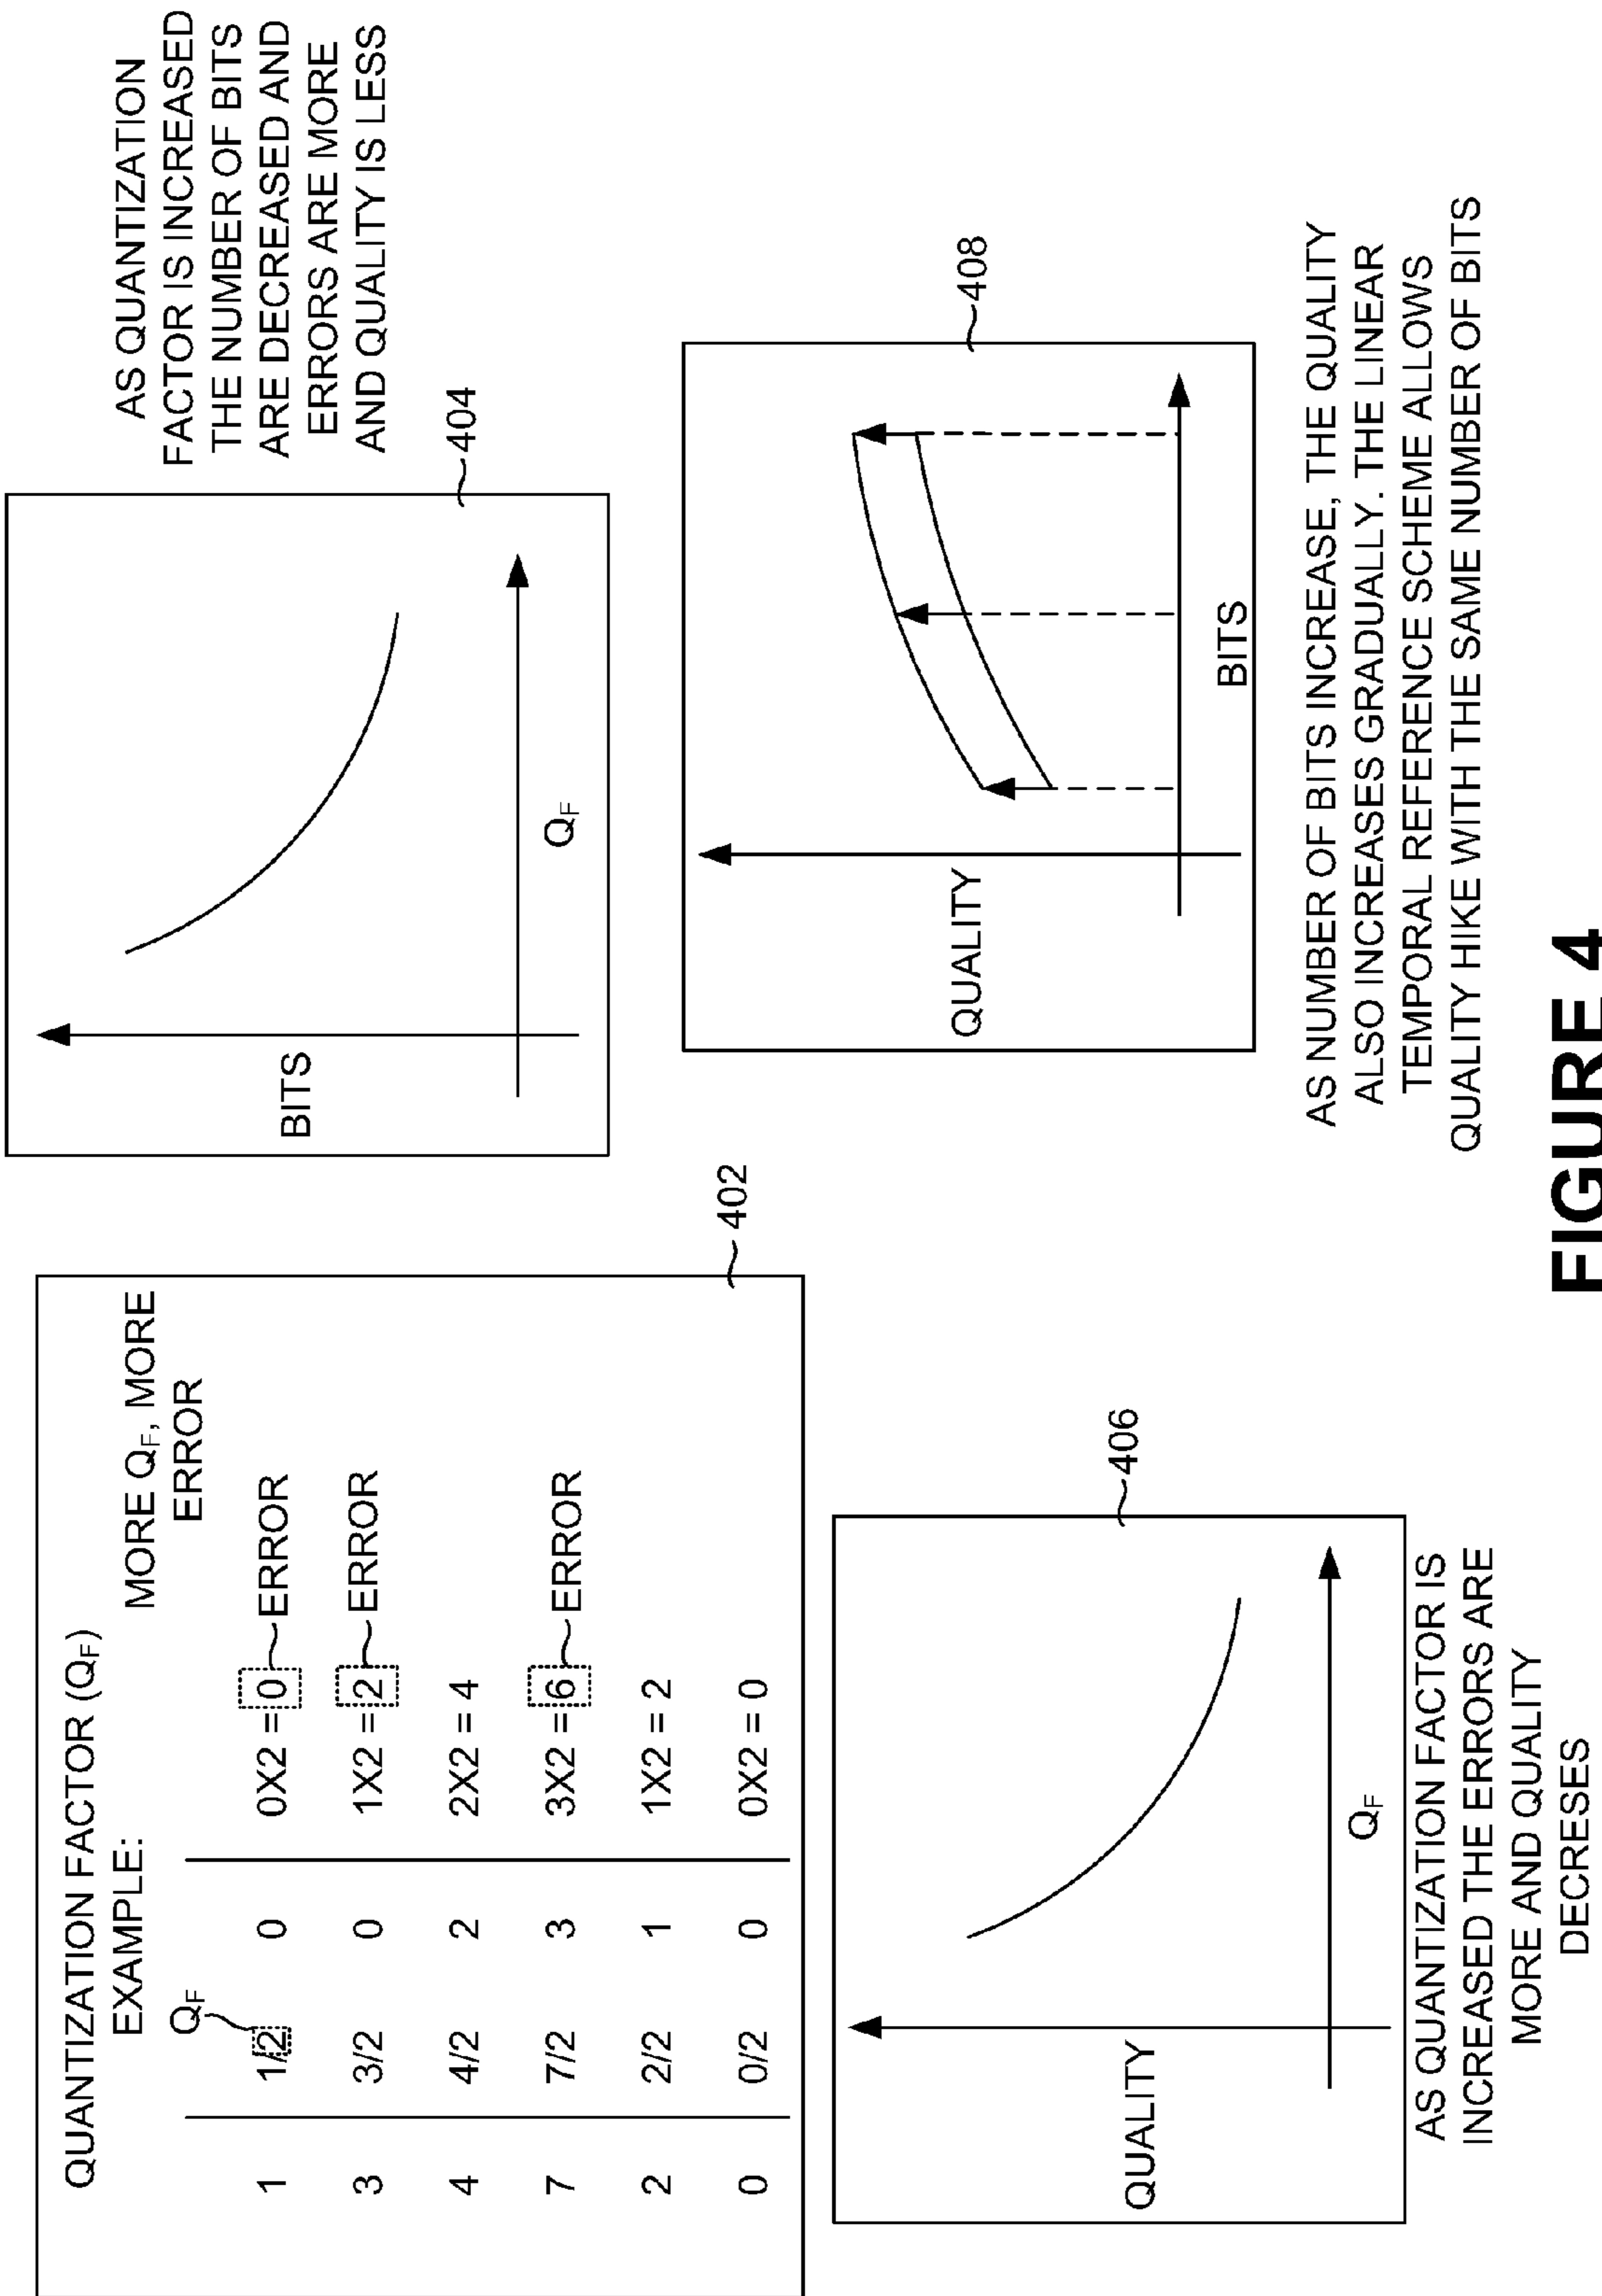 QUANTIZATION FACTOR (QF)
EXAMPLE:
MORE QF, MORE
ERROR
QF
1 1/2 0 0X2 = 0 ERROR
3 3/2 0 1X2 = 2 ERROR
4 4/2 2 2X2 = 4
7 7/2 3 3X2 = 6 ERROR
2 2/2 1 1X2 = 2
0 0/2 0 0X2 = 0
402
BITS
QF
404
AS QUANTIZATION
FACTOR IS INCREASED
THE NUMBER OF BITS
ARE DECREASED AND
ERRORS ARE MORE
AND QUALITY IS LESS
QUALITY
QF
406
AS QUANTIZATION FACTOR IS
INCREASED THE ERRORS ARE
MORE AND QUALITY
DECRESES
QUALITY
BITS
408
AS NUMBER OF BITS INCREASE, THE QUALITY
ALSO INCREASES GRADUALLY. THE LINEAR
TEMPORAL REFERENCE SCHEME ALLOWS
QUALITY HIKE WITH THE SAME NUMBER OF BITS
FIGURE 4